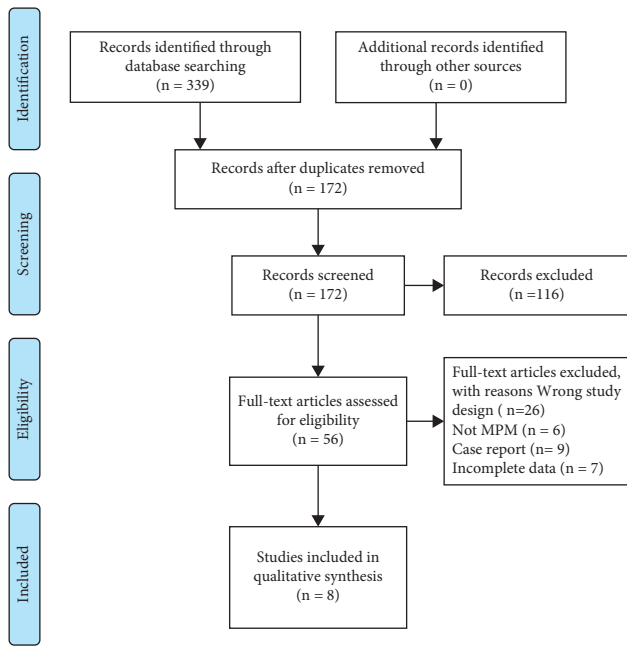 Identification
Records identified through
database searching
(n = 339)
Additional records identified
through other sources
(n = 0)
Records after duplicates removed
(n = 172)
Screening
Records screened
(n = 172)
Records excluded
(n =116)
Eligibility
Full-text articles assessed
for eligibility
(n = 56)
Full-text articles excluded,
with reasons Wrong study
design ( n=26)
Not MPM (n = 6)
Case report (n= 9)
Incomplete data (n = 7)
Included
Studies included in
qualitative synthesis
(n = 8)